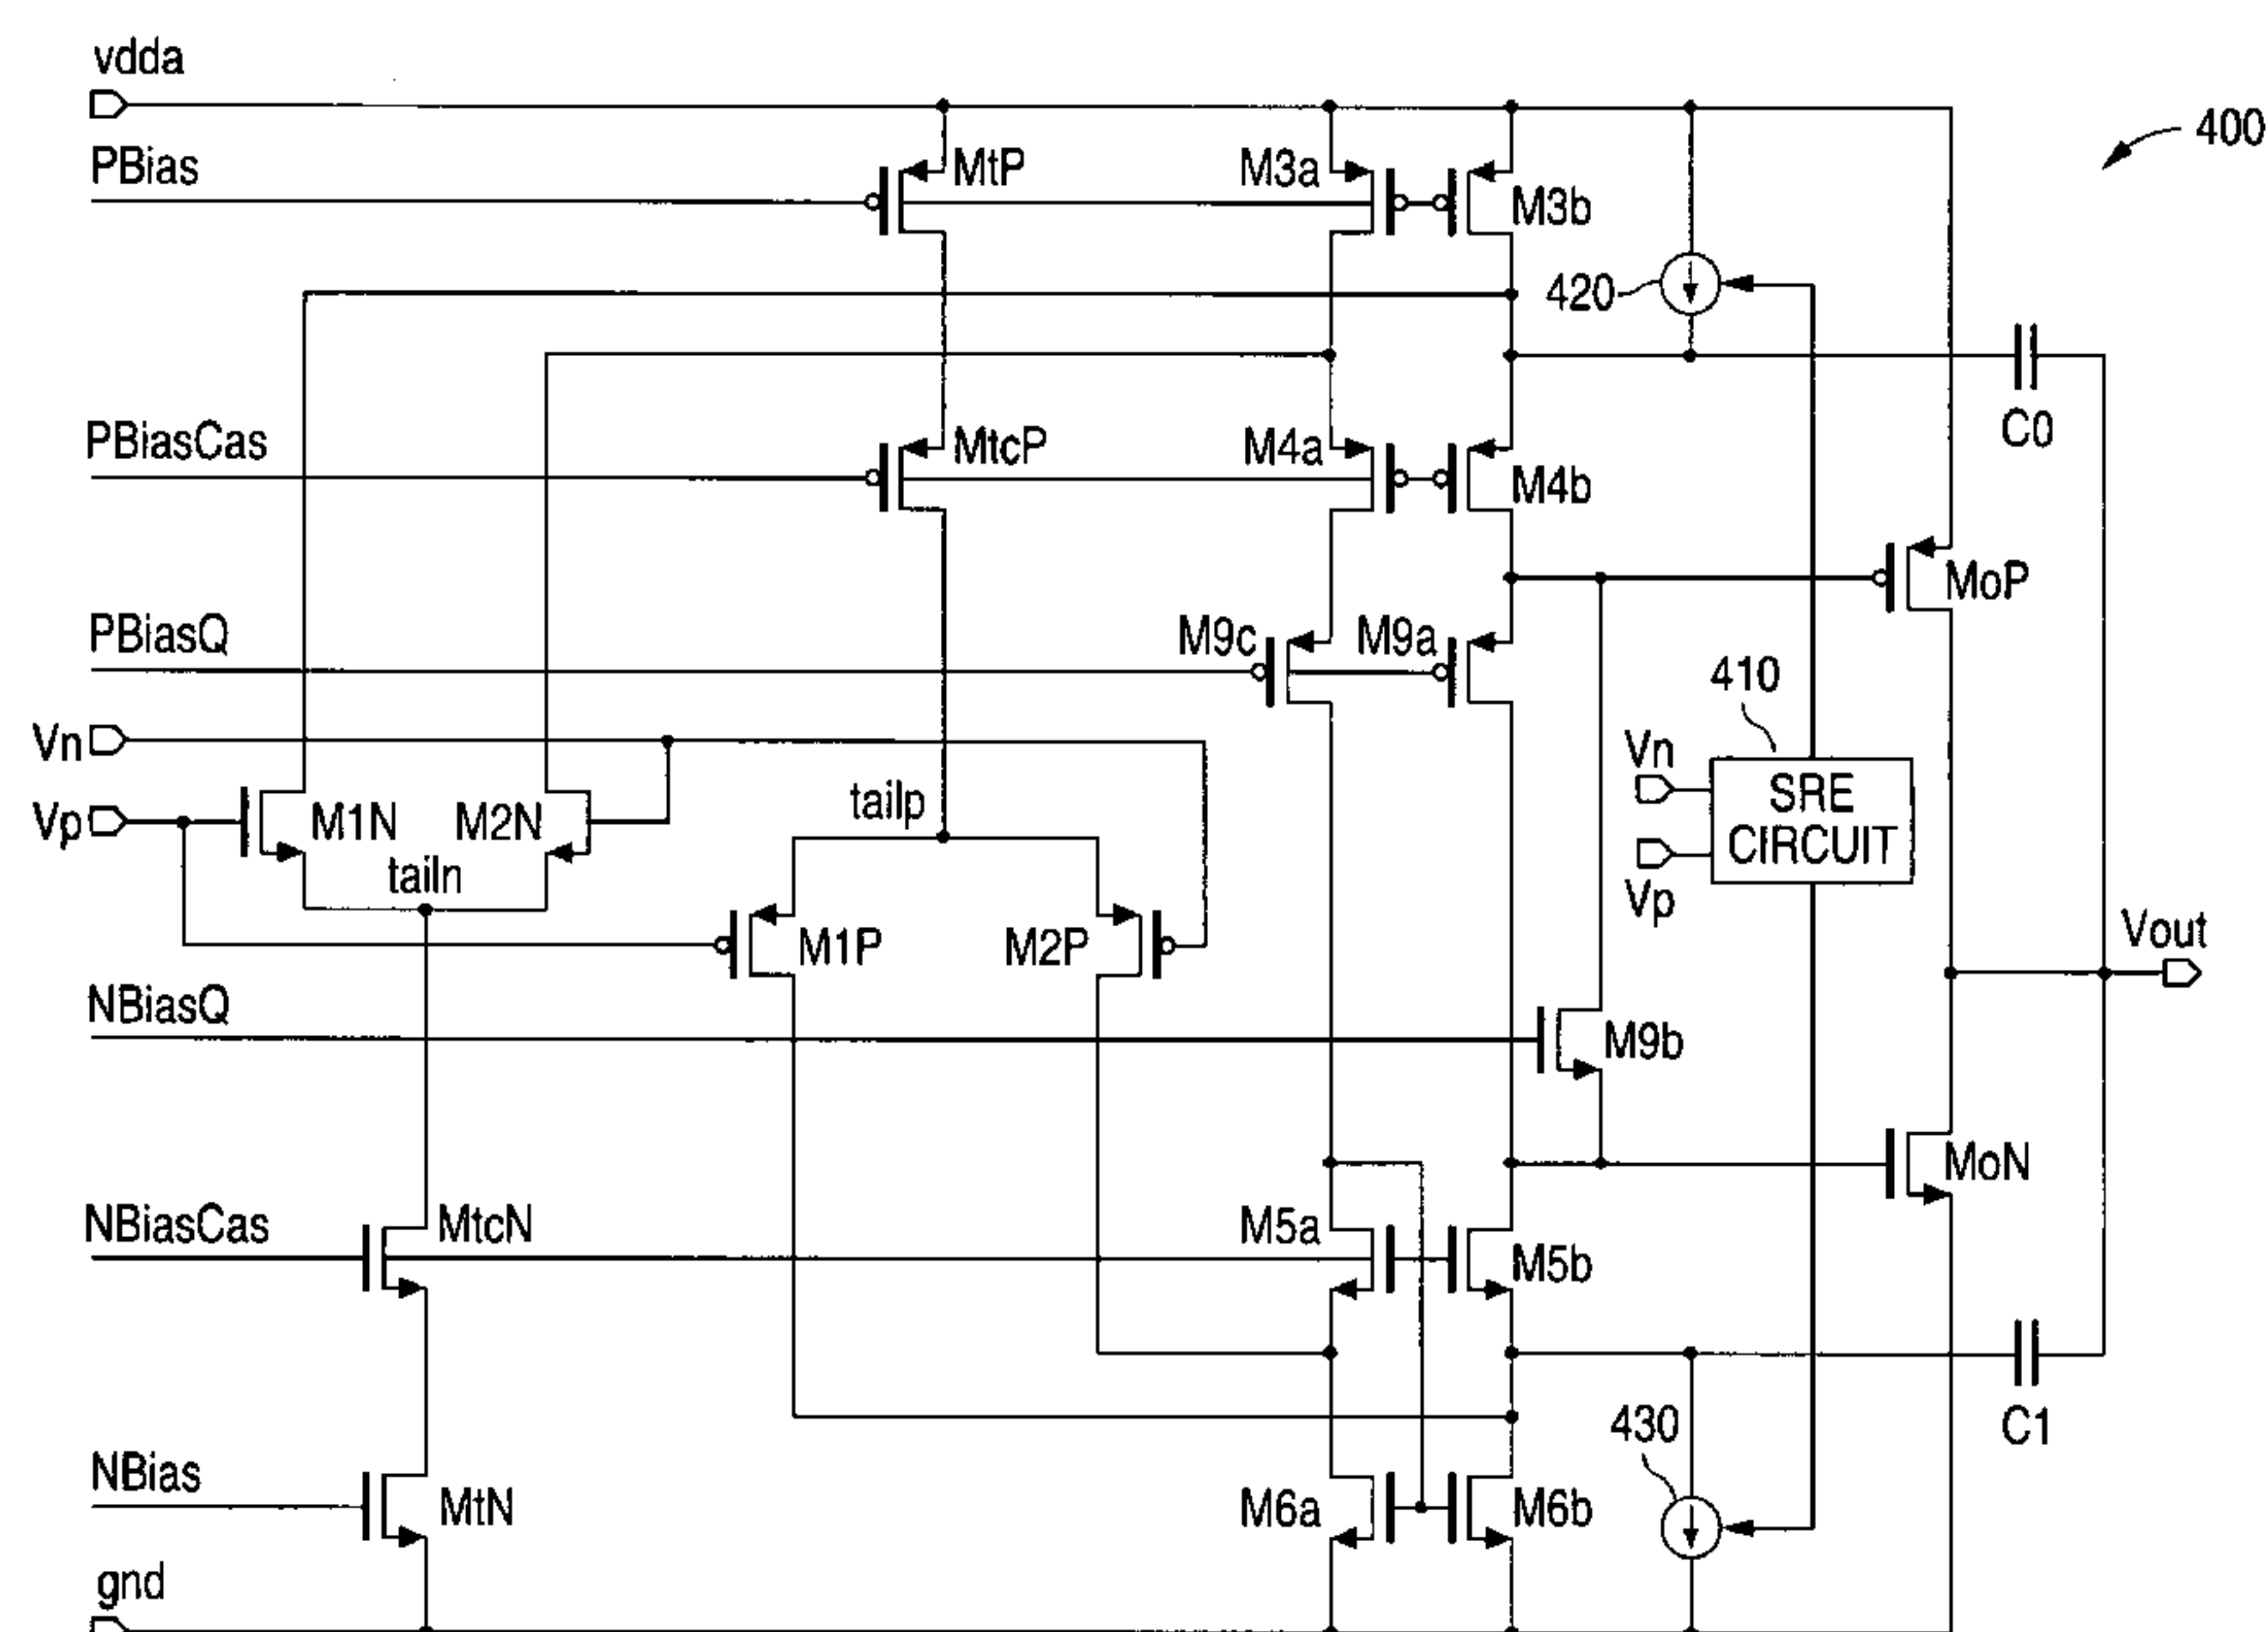 vdda
400
PBias
MtP
M3a
M3b
420
PBiasCas
MtcP
M4a
M4b
C0
MoP
PBiasQ
M9c
M9a
410
Vn
Vn
Vp
M1N
M2N
tailp
SRE
CIRCUIT
tailn
Vp
M1P
M2P
Vout
NBiasQ
M9b
MoN
NBiasCas
MtcN
M5a
M5b
430
C1
NBias
MtN
M6a
M6b
gnd